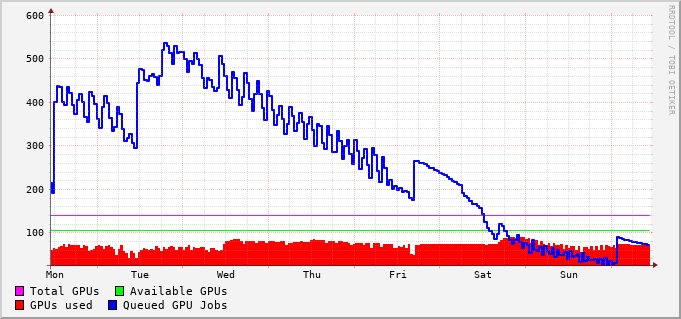 600
500
400
300
200
100
Mon Tue Wed Thu Fri Sat Sun
Total GPUs Available GPUs
GPUs used Queued GPU Jobs
RRDTOOL / TOBI OETIKER